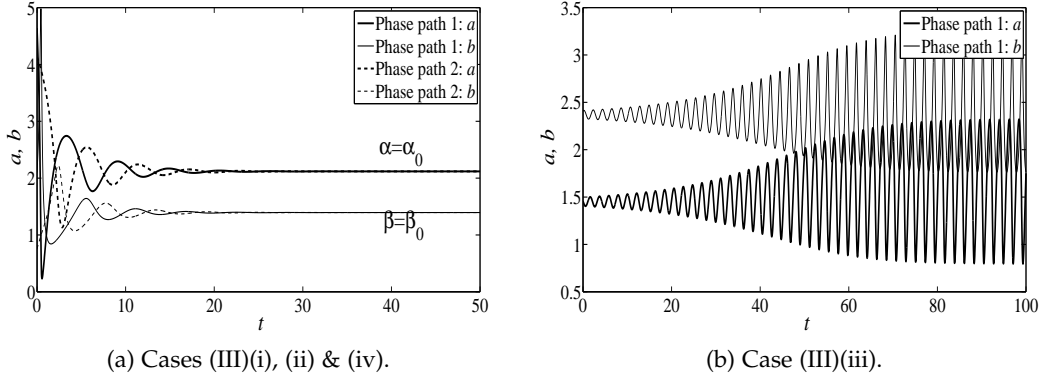 5
4
3
2
1
0
a, b
0
10
20
30
40
50
t
Phase path 1: a
Phase path 1: b
Phase path 2: a
Phase path 2: b
α=α₀
β=β₀
(a) Cases (III)(i), (ii) & (iv).
3.5
3
2.5
2
1.5
1
0.5
a, b
0
20
40
60
80
100
t
Phase path 1: a
Phase path 1: b
(b) Case (III)(iii).